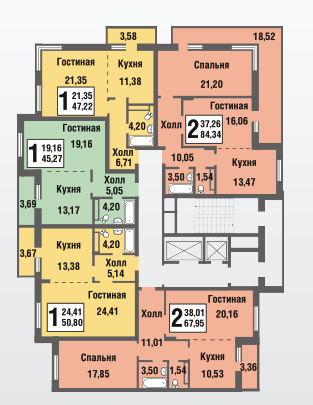 3,58
18,52
Гостиная
21,35
Кухня
11,38
1 21,35
47,22
4,20
Холл
6,71
Спальня
21,20
Гостиная
16,06
2 37,26
84,34
Холл
10,05
3,50
1,54
Кухня
13,47
Гостиная
19,16
1 19,16
45,27
Холл
5,05
Кухня
13,17
4,20
3,69
3,67
Кухня
13,38
4,20
Холл
5,14
1 24,41
50,80
Гостиная
24,41
2 38,01
67,95
Гостиная
20,16
Холл
11,01
Спальня
17,85
3,50
1,54
Кухня
10,53
3,36